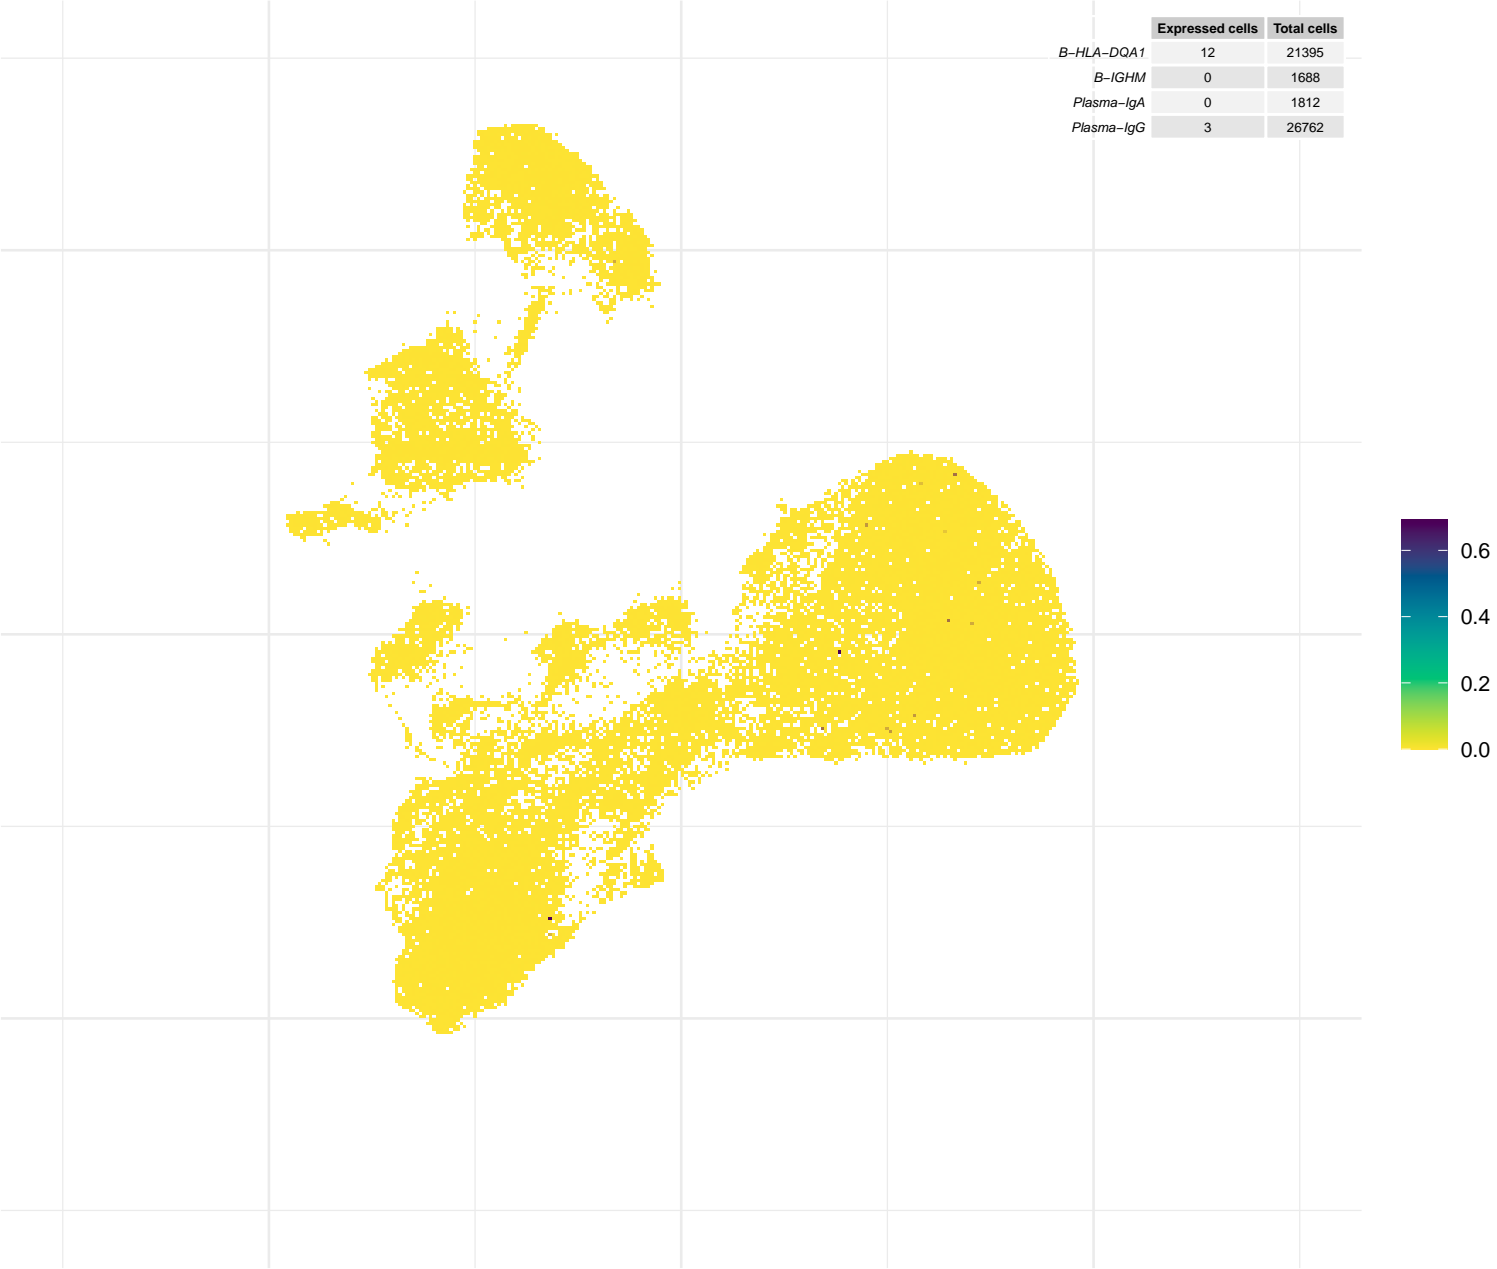 Expressed cells Total cells
B−HLA−DQA1 12 21395
B−IGHM 0 1688
Plasma−IgA 0 1812
Plasma−IgG 3 26762
0.6
0.4
0.2
0.0